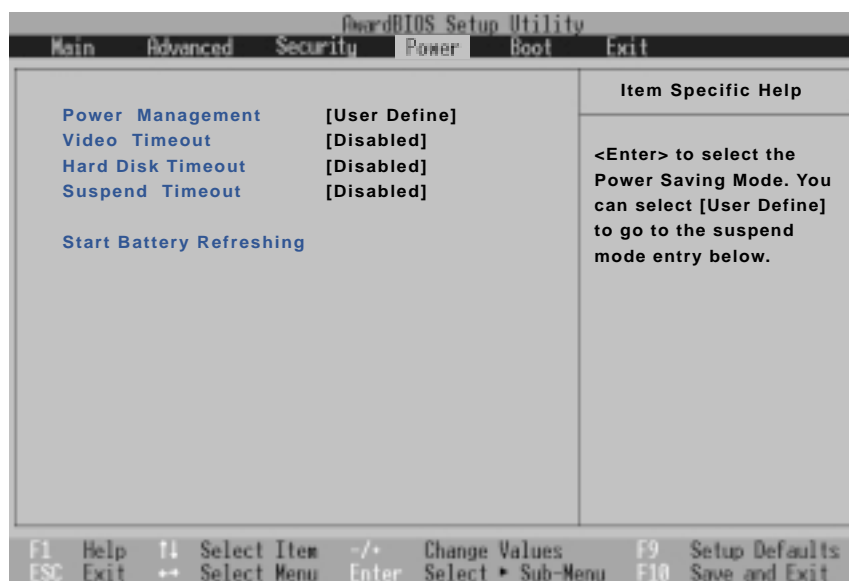 AwardBIOS Setup Utility
Main Advanced Security Power Boot Exit
Power Management [User Define]
Video Timeout [Disabled]
Hard Disk Timeout [Disabled]
Suspend Timeout [Disabled]
Start Battery Refreshing
Item Specific Help
<Enter> to select the
Power Saving Mode. You
can select [User Define]
to go to the suspend
mode entry below.
F1 Help ↑↓ Select Item -/+ Change Values F9 Setup Defaults
ESC Exit ↔ Select Menu Enter Select ▸ Sub-Menu F10 Save and Exit